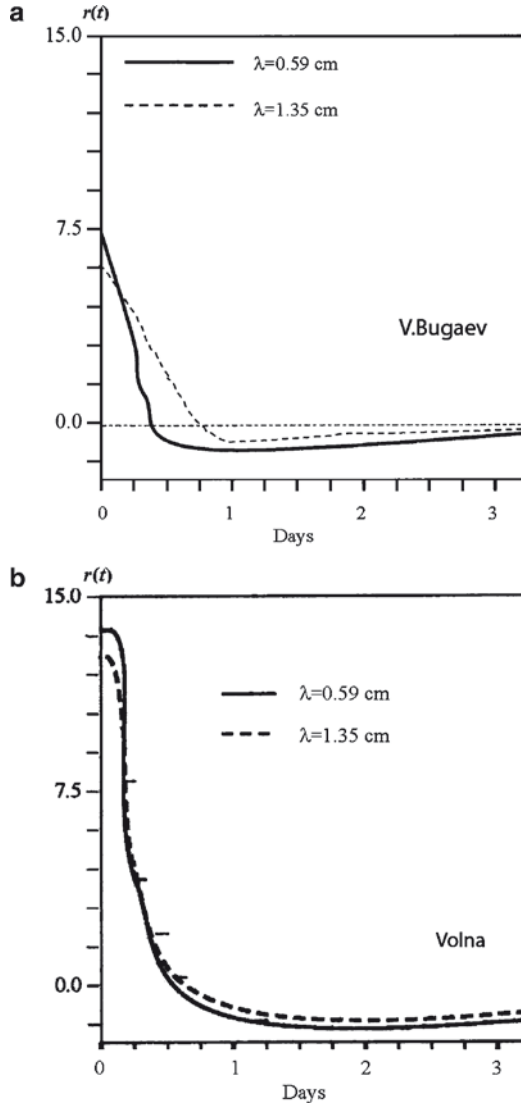 a
r(t)
15.0
λ=0.59 cm
λ=1.35 cm
7.5
V.Bugaev
0.0
0 1 2 3
Days
b
r(t)
15.0
λ=0.59 cm
λ=1.35 cm
7.5
Volna
0.0
0 1 2 3
Days